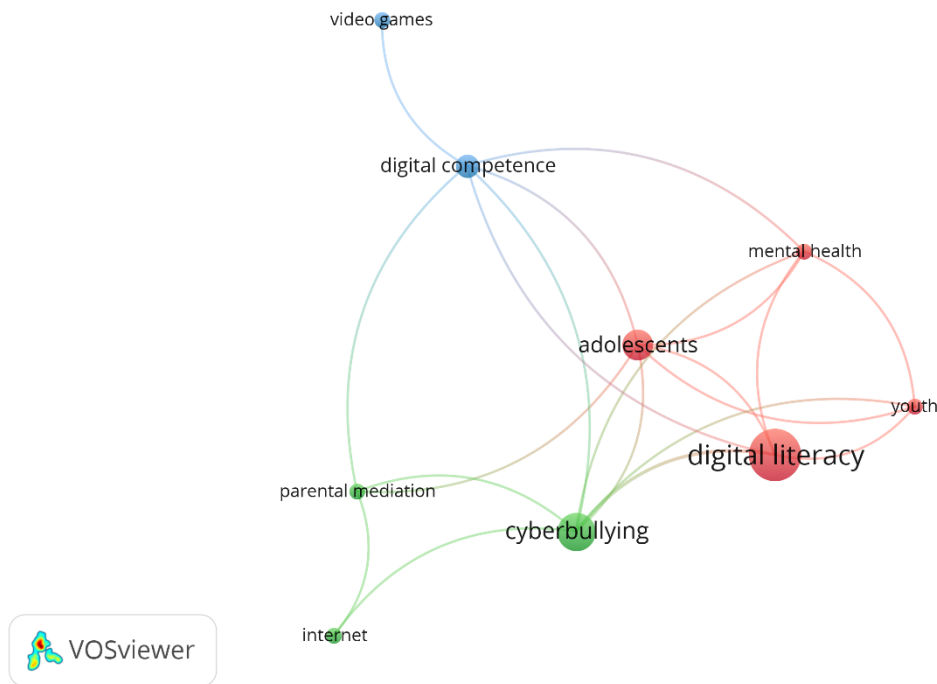 video games
digital competence
mental health
adolescents
youth
digital literacy
parental mediation
cyberbullying
internet
VOSviewer